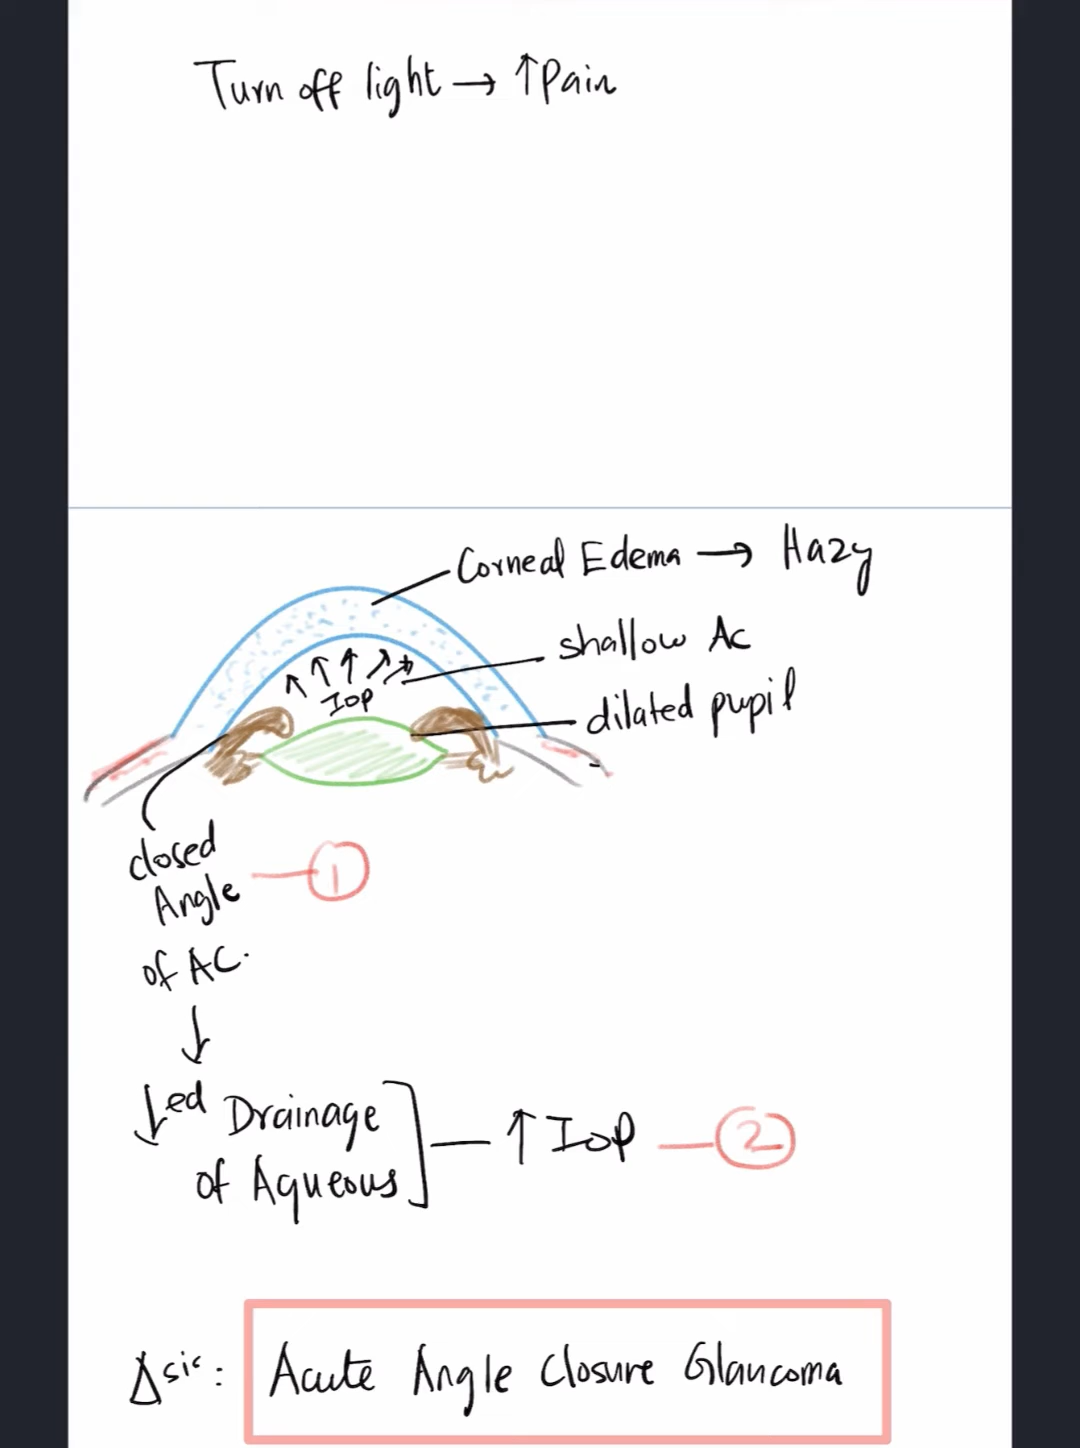 Turn off light → ↑Pain
Corneal Edema → Hazy
shallow AC
IOP
dilated pupil
closed
Angle
of AC.
1
↓
↓ed Drainage
of Aqueous
↑ IOP
2
Δsis: Acute Angle Closure Glaucoma